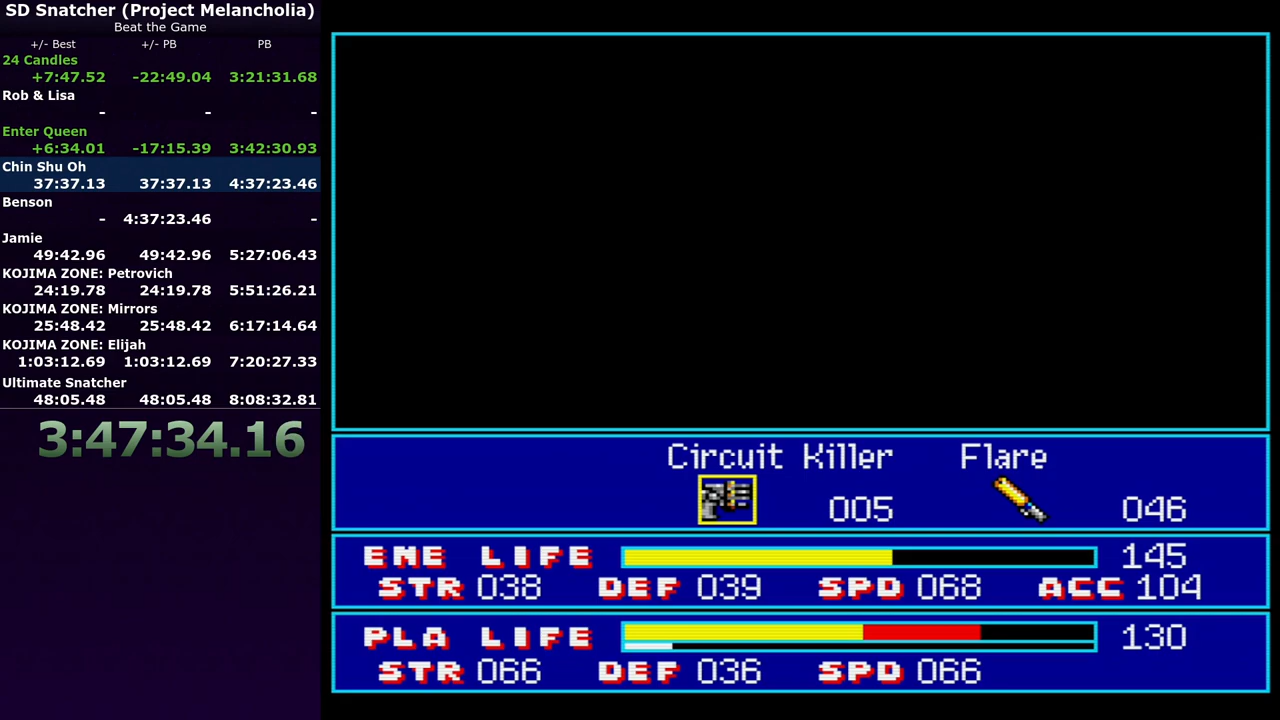 SD Snatcher (Project Melancholia)
Beat the Game
+/- Best +/- PB PB
24 Candles
+7:47.52 -22:49.04 3:21:31.68
Rob & Lisa
- - -
Enter Queen
+6:34.01 -17:15.39 3:42:30.93
Chin Shu Oh
37:37.13 37:37.13 4:37:23.46
Benson
- 4:37:23.46 -
Jamie
49:42.96 49:42.96 5:27:06.43
KOJIMA ZONE: Petrovich
24:19.78 24:19.78 5:51:26.21
KOJIMA ZONE: Mirrors
25:48.42 25:48.42 6:17:14.64
KOJIMA ZONE: Elijah
1:03:12.69 1:03:12.69 7:20:27.33
Ultimate Snatcher
48:05.48 48:05.48 8:08:32.81
3:47:34.16
Circuit Killer Flare
005 046
ENE LIFE 145
STR 038 DEF 039 SPD 068 ACC 104
PLA LIFE 130
STR 066 DEF 036 SPD 066